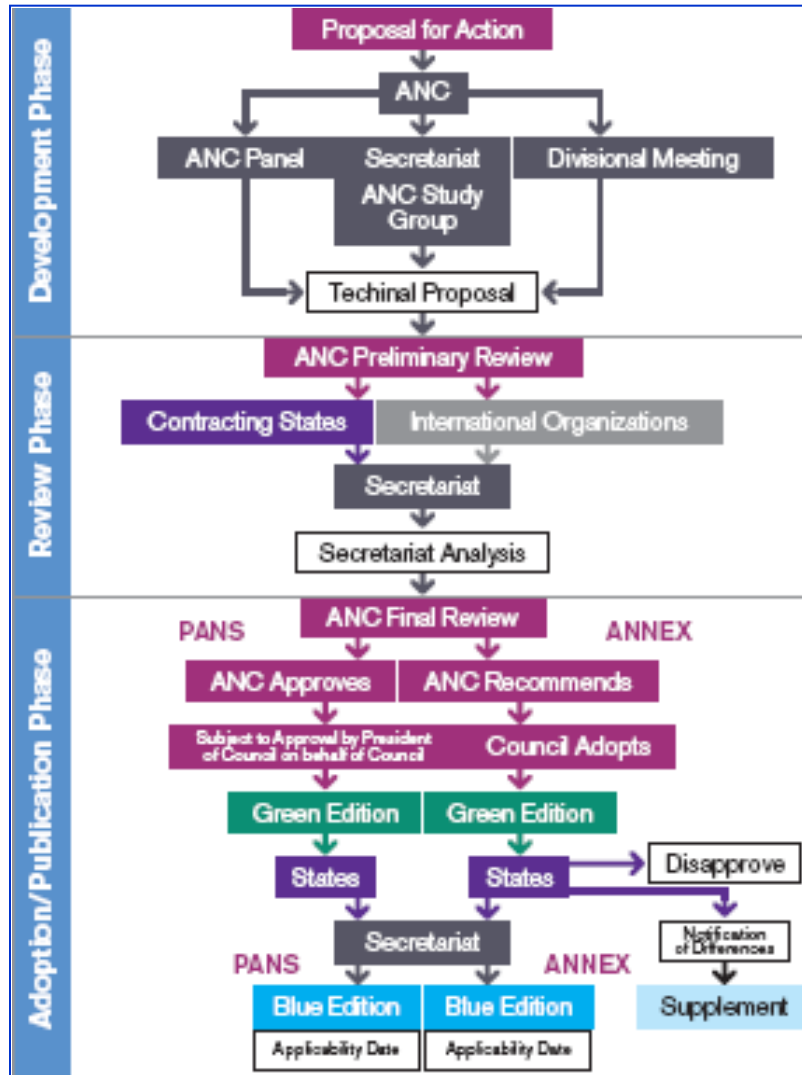 Development Phase
Proposal for Action
ANC
ANC Panel
Secretariat
ANC Study
Group
Divisional Meeting
Techinal Proposal
Review Phase
ANC Preliminary Review
Contracting States
International Organizations
Secretariat
Secretariat Analysis
Adoption/Publication Phase
ANC Final Review
PANS
ANNEX
ANC Approves
ANC Recommends
Subject to Approval by President
of Council on behalf of Council
Council Adopts
Green Edition
Green Edition
States
States
Disapprove
Secretariat
Notification
of Differences
PANS
ANNEX
Blue Edition
Blue Edition
Supplement
Applicability Date
Applicability Date